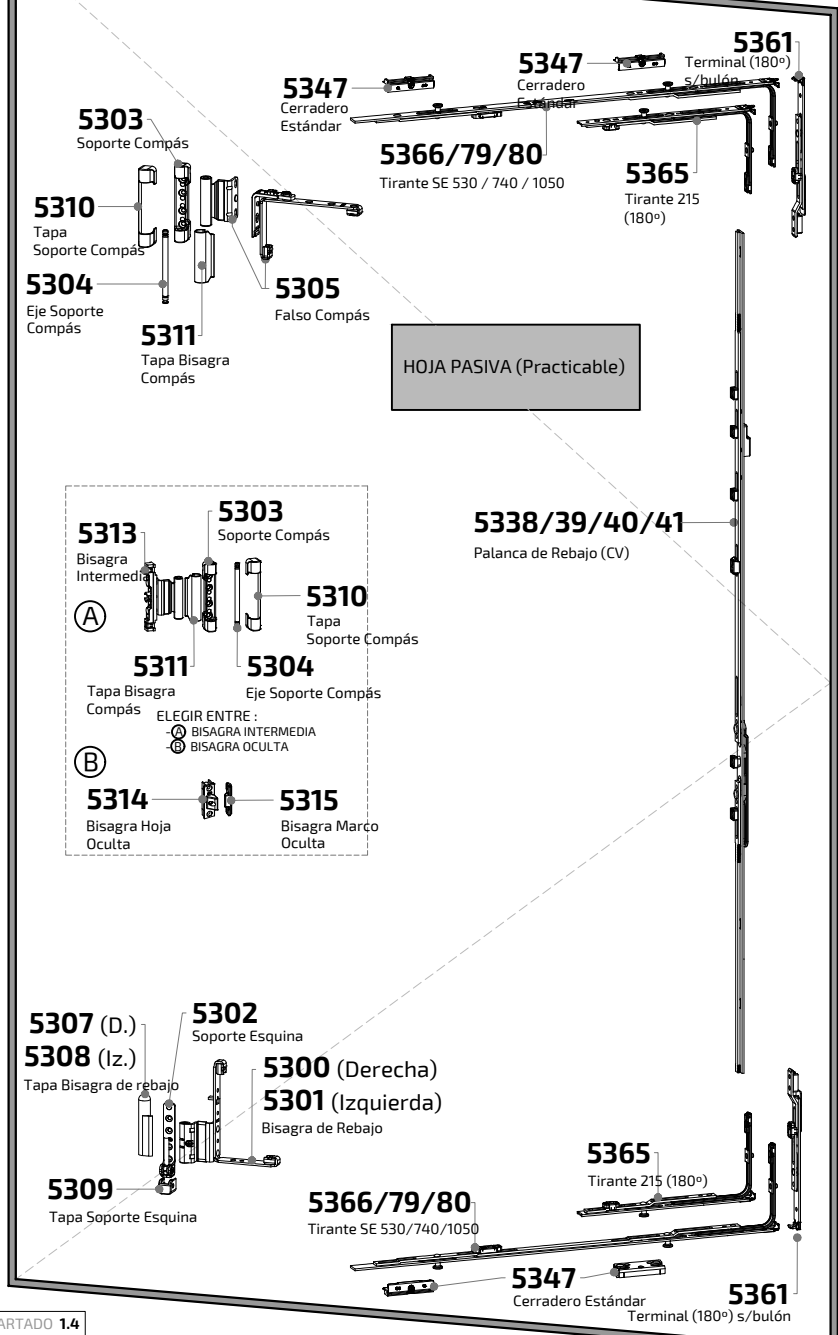 5361
Terminal (180º)
s/bulón
5347
Cerradero
Estándar
5347
Cerradero
Estándar
5303
Soporte Compás
5366/79/80
Tirante SE 530 / 740 / 1050
5365
Tirante 215
(180º)
5310
Tapa
Soporte Compás
5304
Eje Soporte
Compás
5305
Falso Compás
5311
Tapa Bisagra
Compás
HOJA PASIVA (Practicable)
5303
Soporte Compás
5313
Bisagra
Intermedia
5338/39/40/41
Palanca de Rebajo (CV)
A
5310
Tapa
Soporte Compás
5311
Tapa Bisagra
Compás
5304
Eje Soporte Compás
ELEGIR ENTRE :
-A BISAGRA INTERMEDIA
-B BISAGRA OCULTA
B
5314
Bisagra Hoja
Oculta
5315
Bisagra Marco
Oculta
5307 (D.)
5308 (Iz.)
Tapa Bisagra de rebajo
5302
Soporte Esquina
5300 (Derecha)
5301 (Izquierda)
Bisagra de Rebajo
5309
Tapa Soporte Esquina
5365
Tirante 215 (180º)
5366/79/80
Tirante SE 530/740/1050
5347
Cerradero Estándar
5361
Terminal (180º) s/bulón
ARTADO 1.4